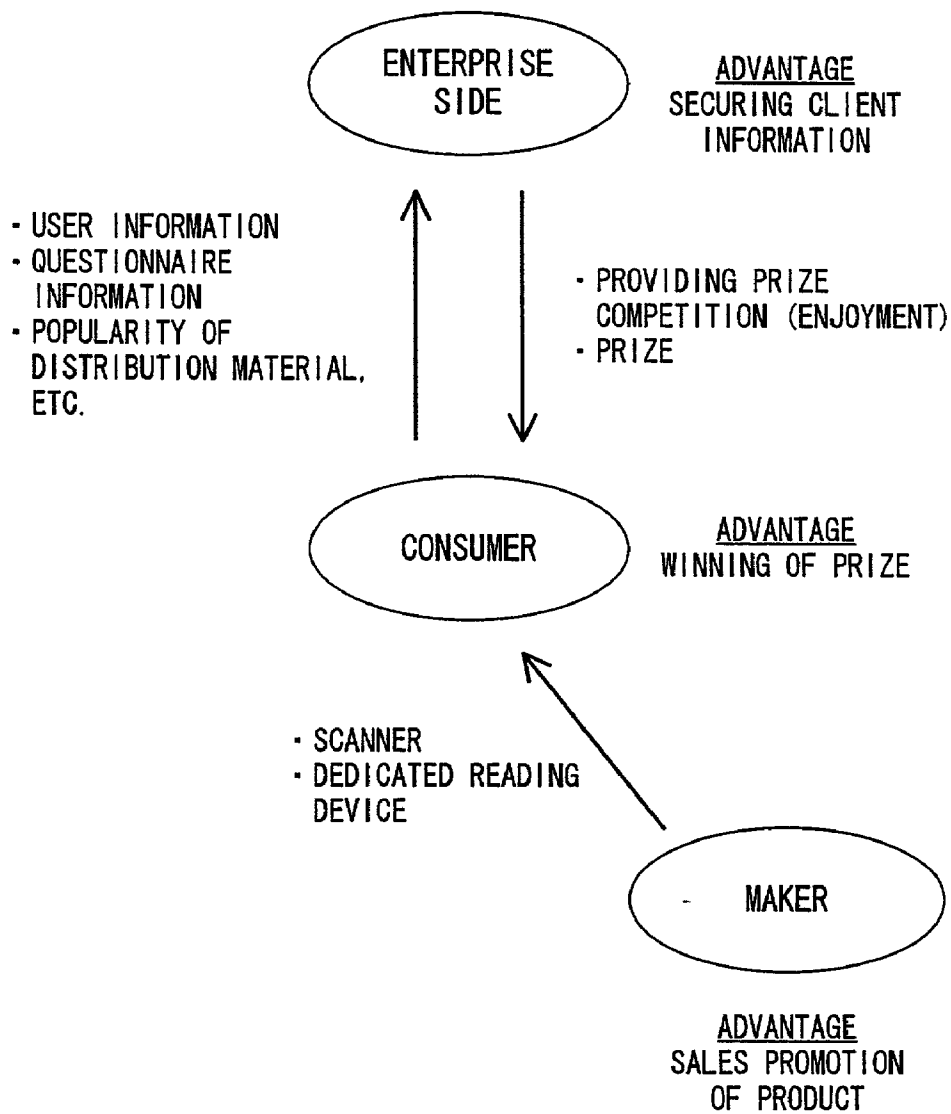 ENTERPRISE
SIDE
ADVANTAGE
SECURING CLIENT
INFORMATION
· USER INFORMATION
· QUESTIONNAIRE
INFORMATION
· POPULARITY OF
DISTRIBUTION MATERIAL,
ETC.
· PROVIDING PRIZE
COMPETITION (ENJOYMENT)
· PRIZE
CONSUMER
ADVANTAGE
WINNING OF PRIZE
· SCANNER
· DEDICATED READING
DEVICE
MAKER
ADVANTAGE
SALES PROMOTION
OF PRODUCT